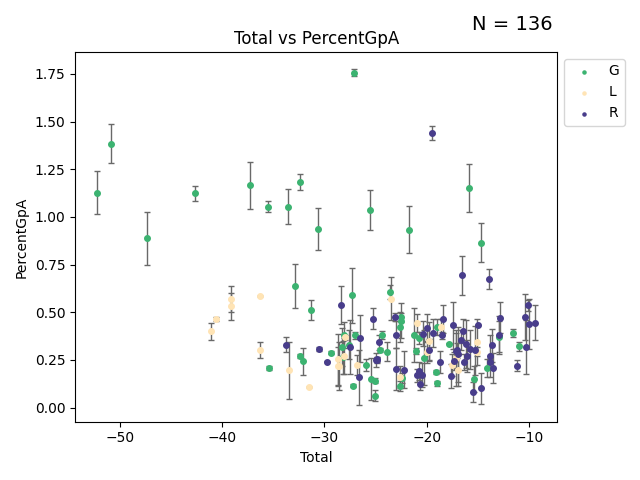 N = 136
Total vs PercentGpA
G
L
R
PercentGpA
1.75
1.50
1.25
1.00
0.75
0.50
0.25
0.00
−50
−40
−30
−20
−10
Total